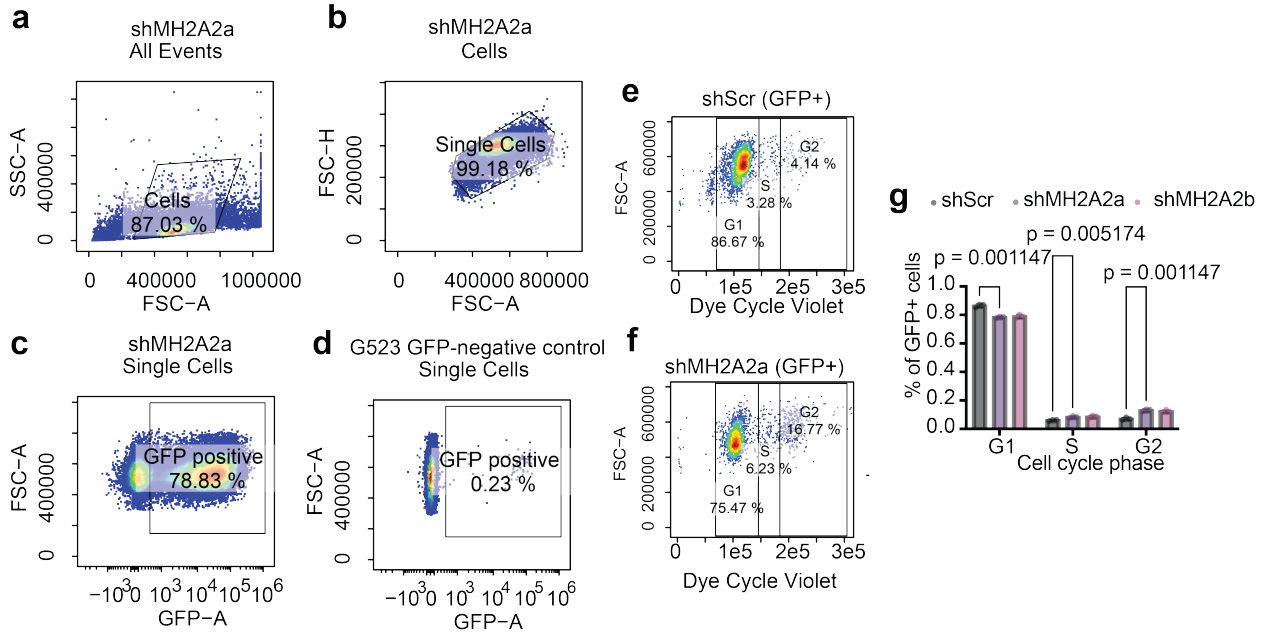 a
shMH2A2a
All Events
SSC−A
400000
0
Cells
87.03 %
0
400000
1000000
FSC−A
b
shMH2A2a
Cells
FSC−H
200000
0
Single Cells
99.18 %
0
400000
800000
FSC−A
c
shMH2A2a
Single Cells
FSC−A
400000
0
GFP positive
78.83 %
−10³ 0 10³ 10⁴ 10⁵ 10⁶
GFP−A
d
G523 GFP-negative control
Single Cells
FSC−A
400000
0
GFP positive
0.23 %
−10³ 0 10³ 10⁴ 10⁵ 10⁶
GFP−A
e
shScr (GFP+)
FSC−A
600000
200000
0
G2
4.14 %
S
3.28 %
G1
86.67 %
0 1e5 2e5 3e5
Dye Cycle Violet
f
shMH2A2a (GFP+)
FSC−A
600000
200000
0
G2
16.77 %
S
6.23 %
G1
75.47 %
0 1e5 2e5 3e5
Dye Cycle Violet
g
shScr shMH2A2a shMH2A2b
p = 0.005174
p = 0.001147
p = 0.001147
% of GFP+ cells
1.0
0.8
0.6
0.4
0.2
0.0
G1 S G2
Cell cycle phase